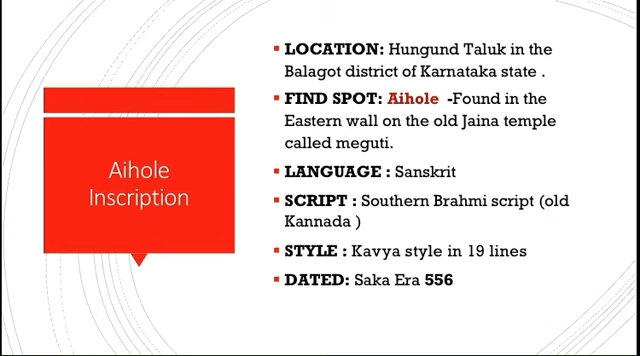 Aihole
Inscription
LOCATION: Hungund Taluk in the
Balagot district of Karnataka state .
FIND SPOT: Aihole -Found in the
Eastern wall on the old Jaina temple
called meguti.
LANGUAGE : Sanskrit
SCRIPT : Southern Brahmi script (old
Kannada )
STYLE : Kavya style in 19 lines
DATED: Saka Era 556